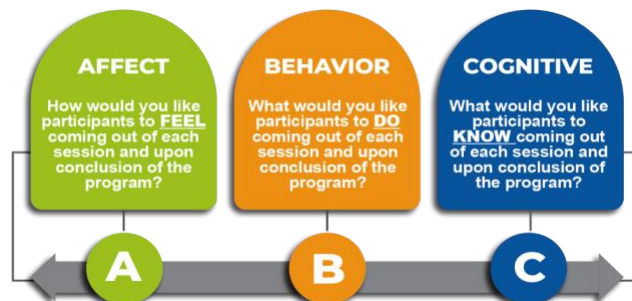 AFFECT
How would you like
participants to FEEL
coming out of each
session and upon
conclusion of the
program?
BEHAVIOR
What would you like
participants to DO
coming out of each
session and upon
conclusion of the
program?
COGNITIVE
What would you like
participants to
KNOW coming out
of each session and
upon conclusion of
the program?
A
B
C